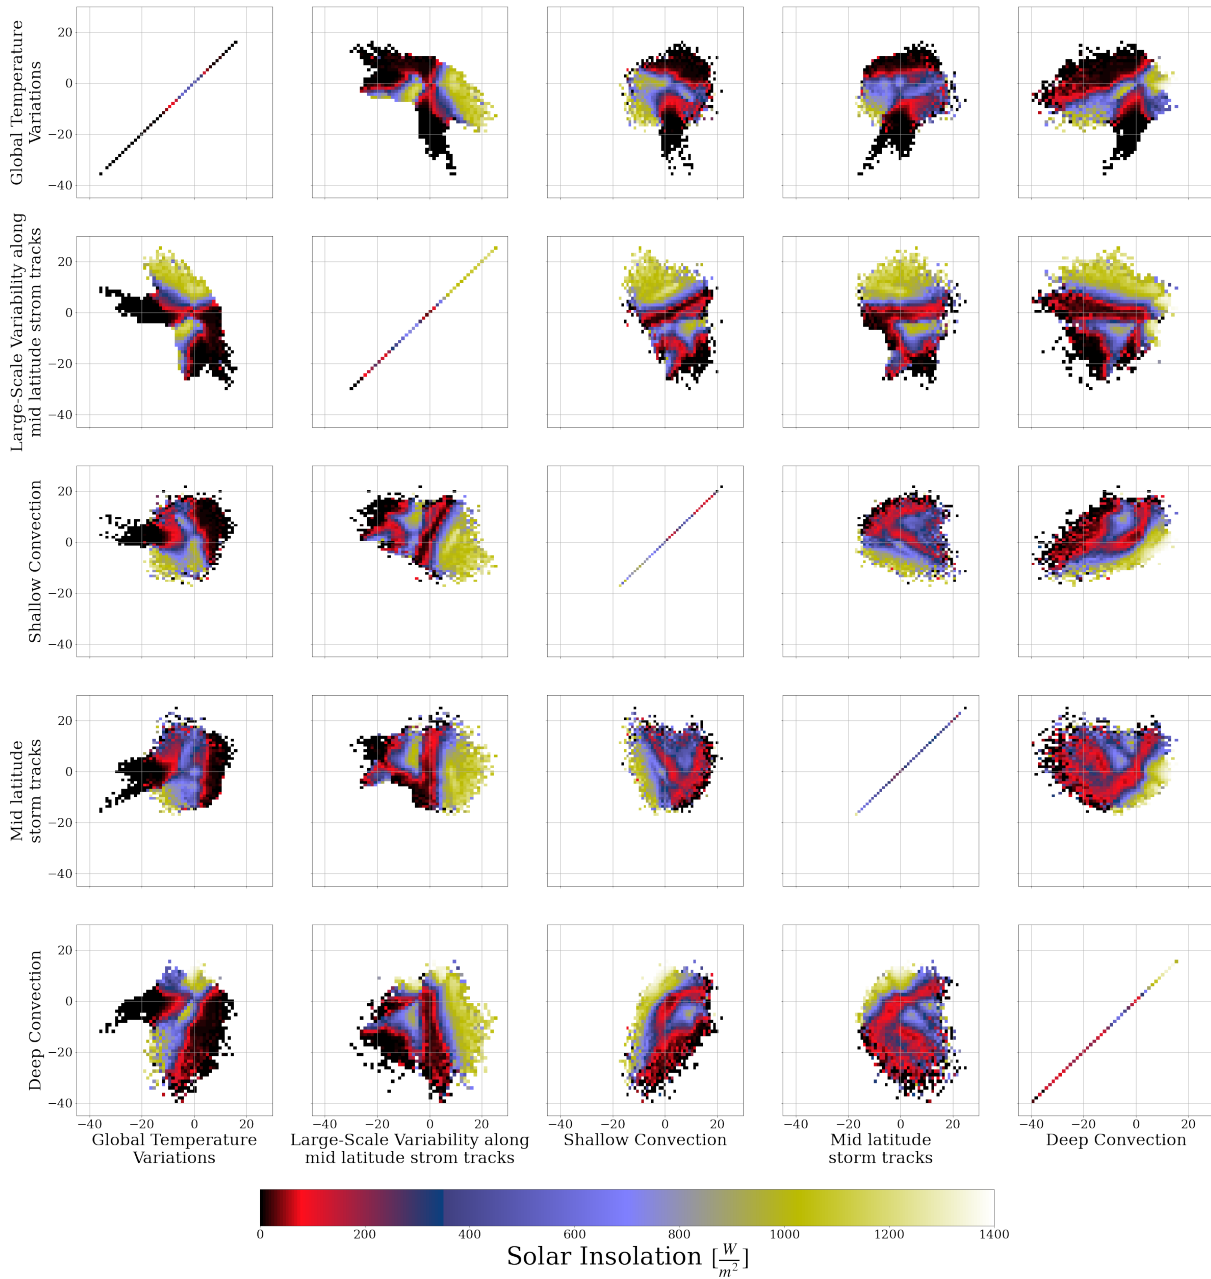 Global Temperature
Variations
20
0
−20
−40
Large-Scale Variability along
mid latitude strom tracks
20
0
−20
−40
Shallow Convection
20
0
−20
−40
Mid latitude
storm tracks
20
0
−20
−40
Deep Convection
20
0
−20
−40
−40 −20 0 20 −40 −20 0 20 −40 −20 0 20 −40 −20 0 20 −40 −20 0 20
Global Temperature
Variations
Large-Scale Variability along
mid latitude strom tracks
Shallow Convection
Mid latitude
storm tracks
Deep Convection
0 200 400 600 800 1000 1200 1400
Solar Insolation [W/m²]